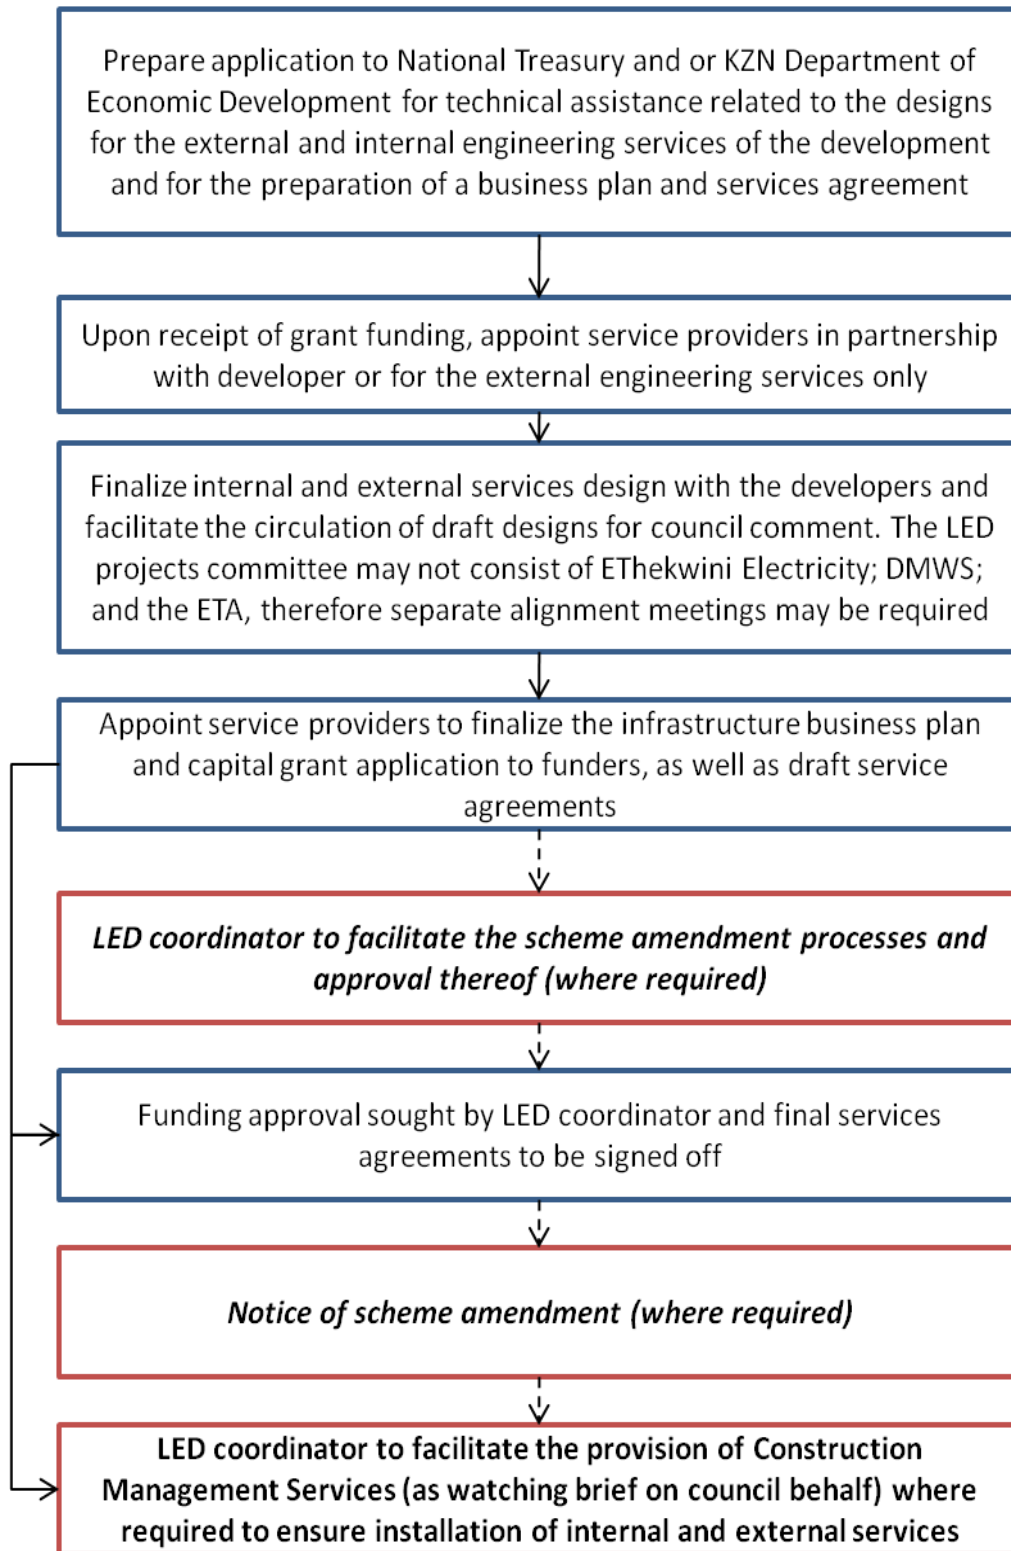 Prepare application to National Treasury and or KZN Department of
Economic Development for technical assistance related to the designs
for the external and internal engineering services of the development
and for the preparation of a business plan and services agreement
Upon receipt of grant funding, appoint service providers in partnership
with developer or for the external engineering services only
Finalize internal and external services design with the developers and
facilitate the circulation of draft designs for council comment. The LED
projects committee may not consist of EThekwini Electricity; DMWS;
and the ETA, therefore separate alignment meetings may be required
Appoint service providers to finalize the infrastructure business plan
and capital grant application to funders, as well as draft service
agreements
LED coordinator to facilitate the scheme amendment processes and
approval thereof (where required)
Funding approval sought by LED coordinator and final services
agreements to be signed off
Notice of scheme amendment (where required)
LED coordinator to facilitate the provision of Construction
Management Services (as watching brief on council behalf) where
required to ensure installation of internal and external services